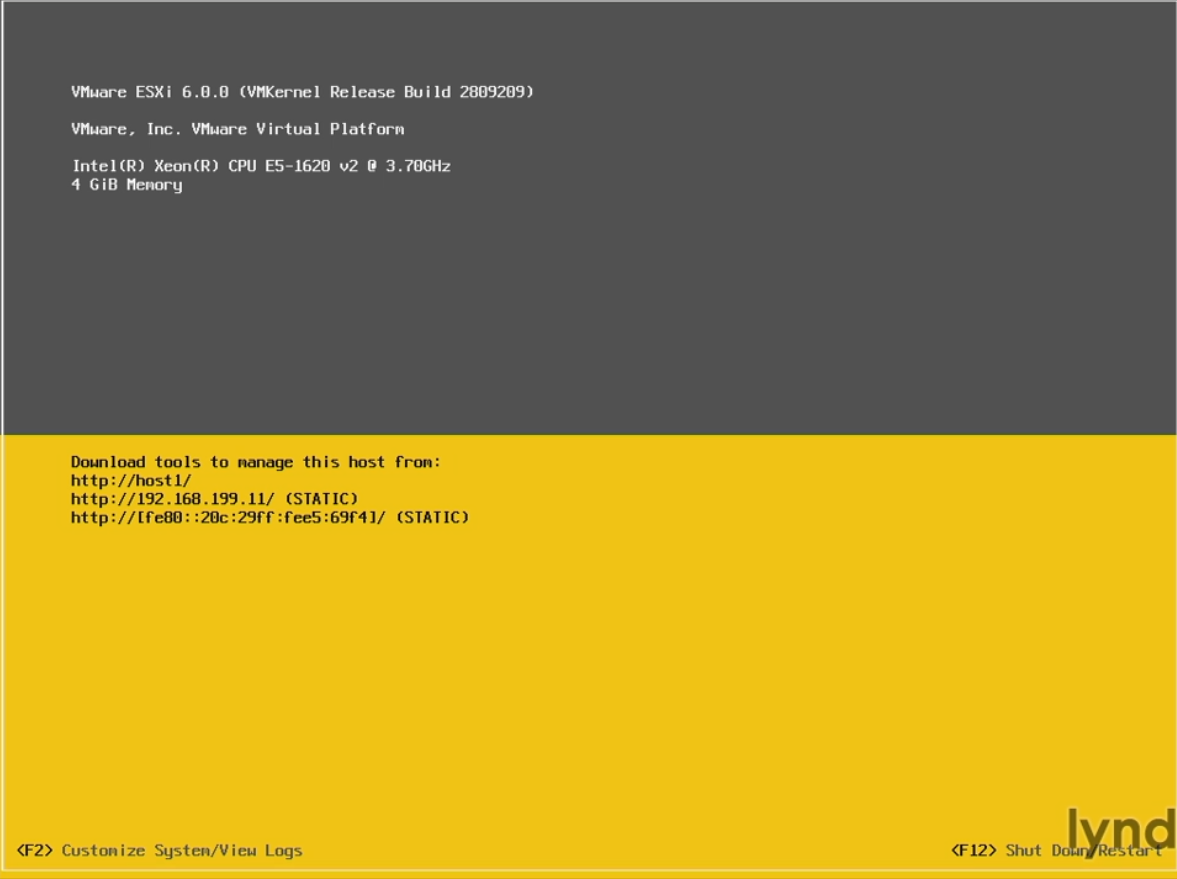 VMware ESXi 6.0.0 (VMKernel Release Build 2809209)
VMware, Inc. VMware Virtual Platform
Intel(R) Xeon(R) CPU E5-1620 v2 @ 3.70GHz
4 GiB Memory
Download tools to manage this host from:
http://host1/
http://192.168.199.11/ (STATIC)
http://[fe80::20c:29ff:fee5:69f4]/ (STATIC)
<F2> Customize System/View Logs
<F12> Shut Down/Restart
lynd